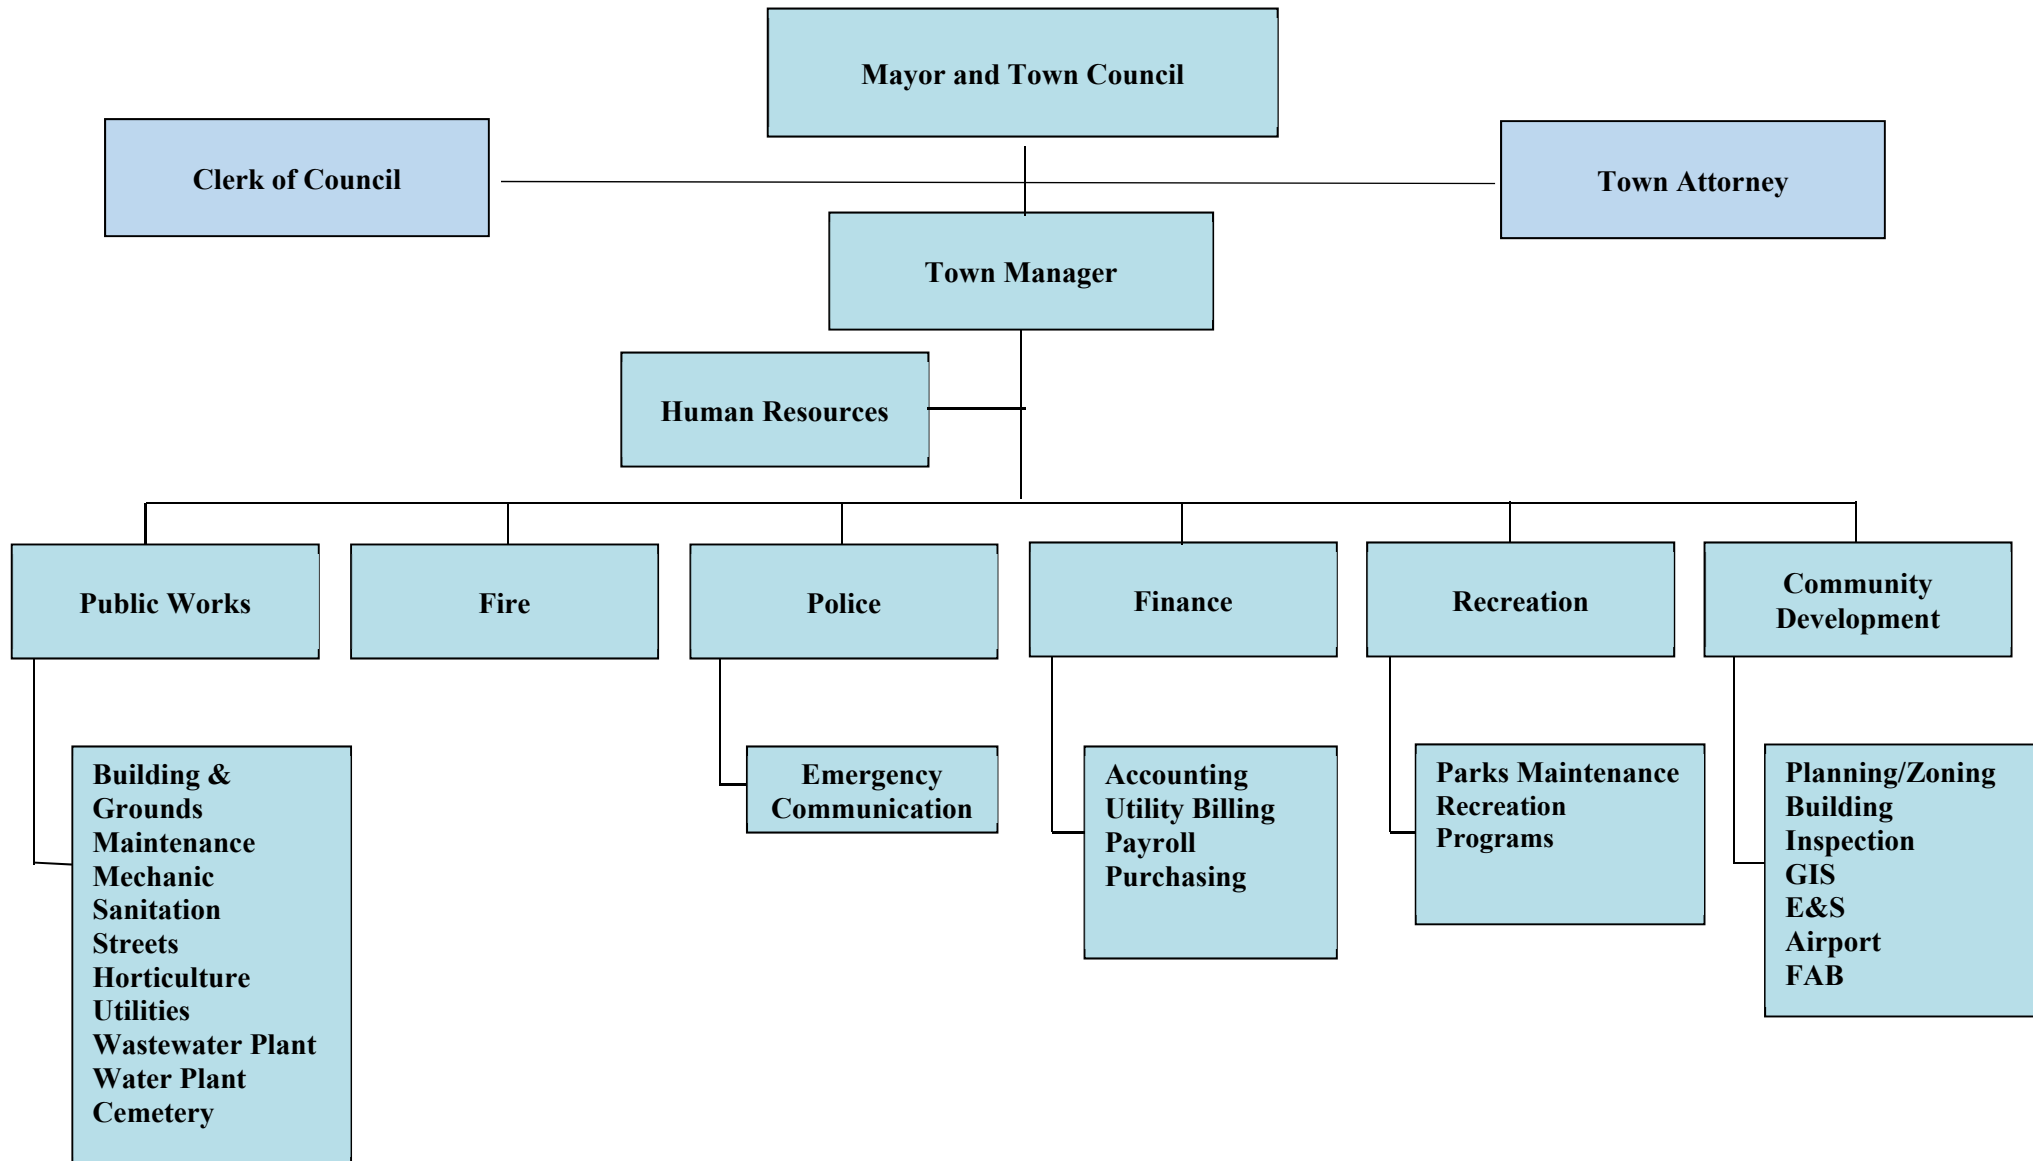 Mayor and Town Council
Clerk of Council
Town Attorney
Town Manager
Human Resources
Public Works
Fire
Police
Finance
Recreation
Community
Development
Building &
Grounds
Maintenance
Mechanic
Sanitation
Streets
Horticulture
Utilities
Wastewater Plant
Water Plant
Cemetery
Emergency
Communication
Accounting
Utility Billing
Payroll
Purchasing
Parks Maintenance
Recreation
Programs
Planning/Zoning
Building
Inspection
GIS
E&S
Airport
FAB